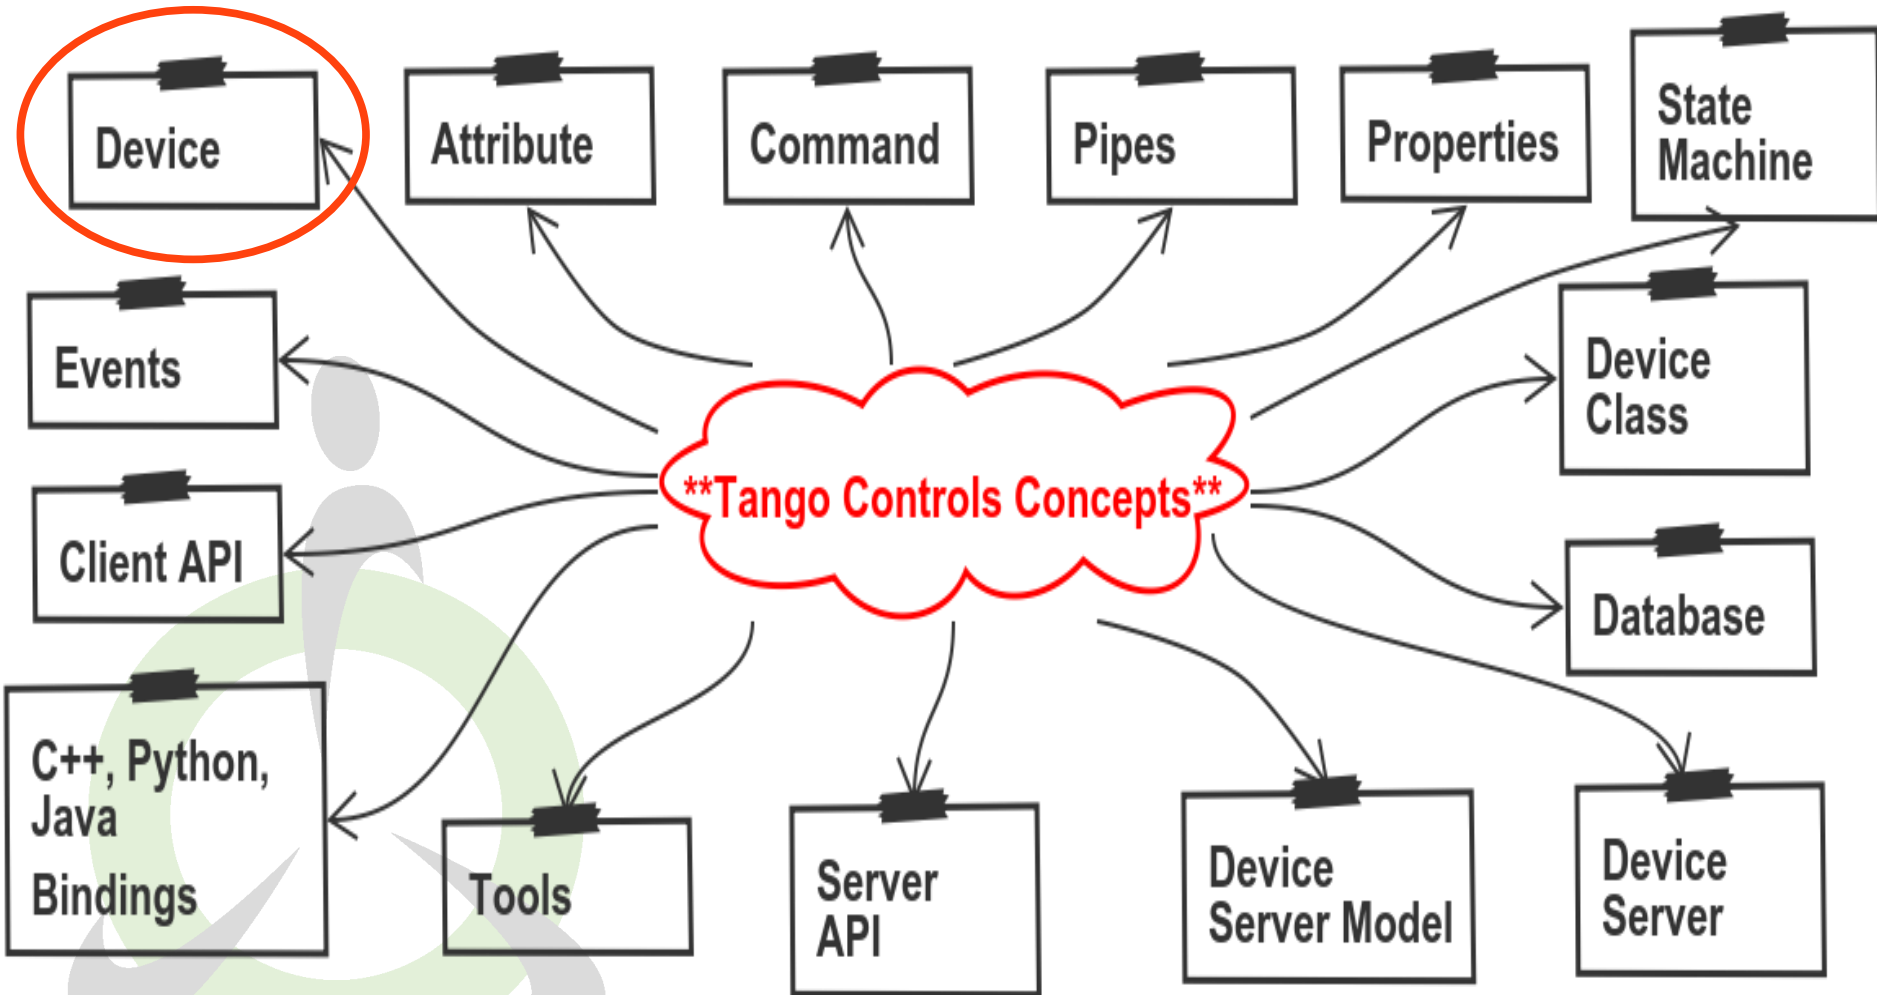 Device
Attribute
Command
Pipes
Properties
State
Machine
Events
Device
Class
**Tango Controls Concepts**
Client API
Database
C++, Python,
Java
Bindings
Tools
Server
API
Device
Server Model
Device
Server